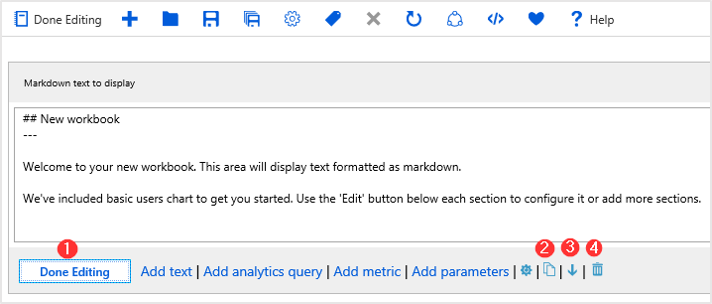 Done Editing ? Help
Markdown text to display
## New workbook
---
Welcome to your new workbook. This area will display text formatted as markdown.
We've included basic users chart to get you started. Use the 'Edit' button below each section to configure it or add more sections.
1 2 3 4
Done Editing Add text | Add analytics query | Add metric | Add parameters | | | |